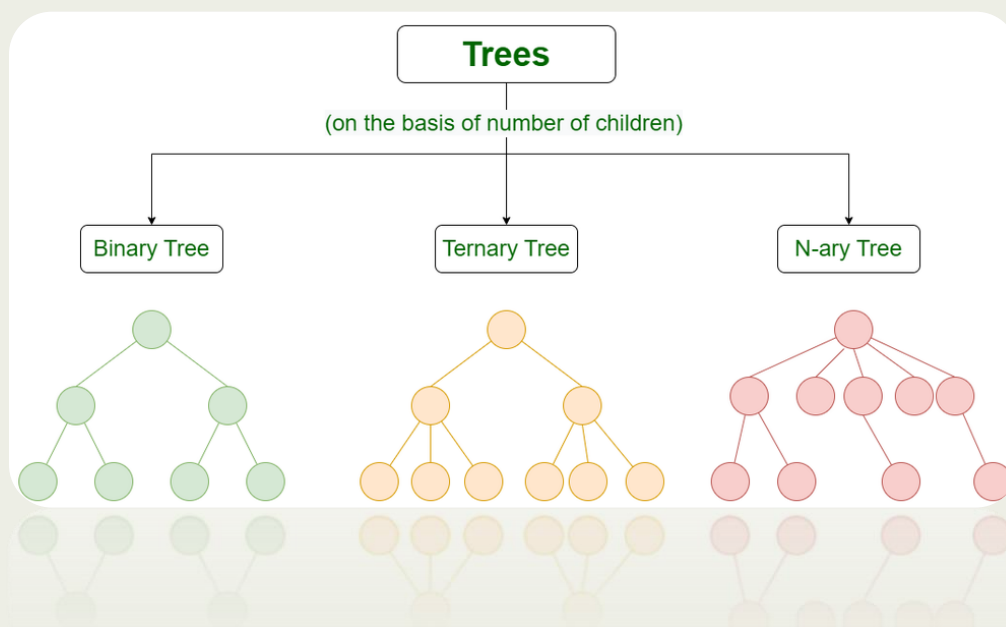 Trees
(on the basis of number of children)
Binary Tree
Ternary Tree
N-ary Tree